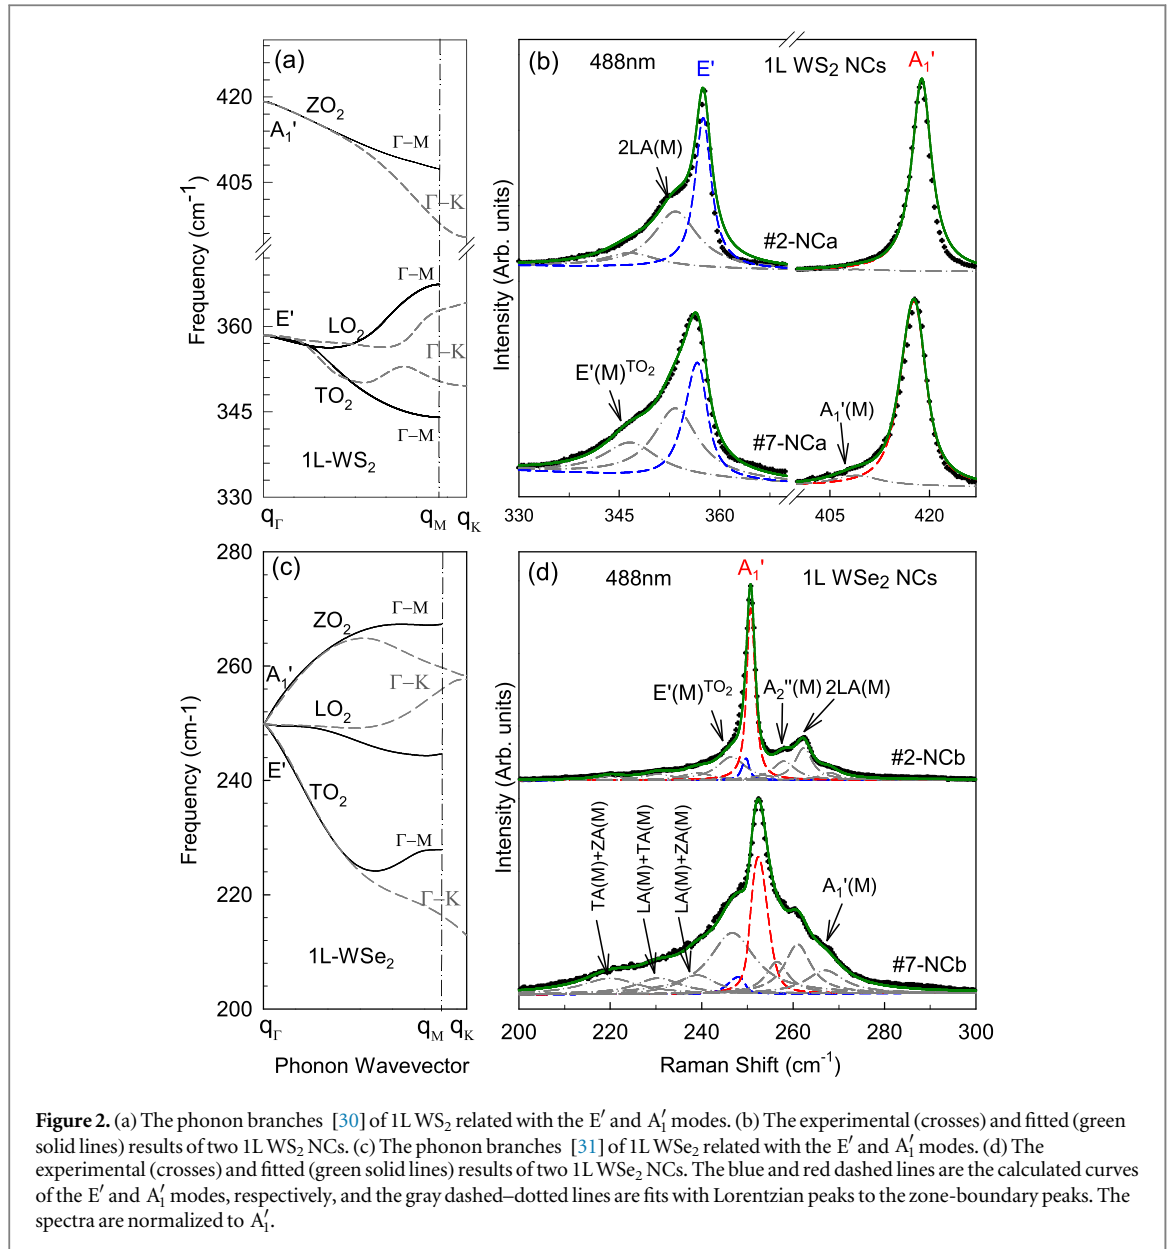 (a)
420
ZO2
A1'
Γ–M
405
Γ–K
Frequency (cm-1)
Γ–M
360
E'
LO2
Γ–K
345
TO2
Γ–M
1L-WS2
330
qΓ
qM
qK
(b)
488nm
E'
1L WS2 NCs
A1'
2LA(M)
#2-NCa
Intensity (Arb. units)
E'(M)TO2
A1'(M)
#7-NCa
330
345
360
405
420
(c)
280
ZO2
Γ–M
260
A1'
Γ–K
LO2
Frequency (cm-1)
240
E'
TO2
Γ–M
220
Γ–K
1L-WSe2
200
qΓ
qM
qK
Phonon Wavevector
(d)
488nm
A1'
1L WSe2 NCs
E'(M)TO2
A2''(M)
2LA(M)
#2-NCb
Intensity (Arb. units)
TA(M)+ZA(M)
LA(M)+TA(M)
LA(M)+ZA(M)
A1'(M)
#7-NCb
200
220
240
260
280
300
Raman Shift (cm-1)
Figure 2. (a) The phonon branches [30] of 1L WS2 related with the E′ and A′1 modes. (b) The experimental (crosses) and fitted (green
solid lines) results of two 1L WS2 NCs. (c) The phonon branches [31] of 1L WSe2 related with the E′ and A′1 modes. (d) The
experimental (crosses) and fitted (green solid lines) results of two 1L WSe2 NCs. The blue and red dashed lines are the calculated curves
of the E′ and A′1 modes, respectively, and the gray dashed–dotted lines are fits with Lorentzian peaks to the zone-boundary peaks. The
spectra are normalized to A′1.